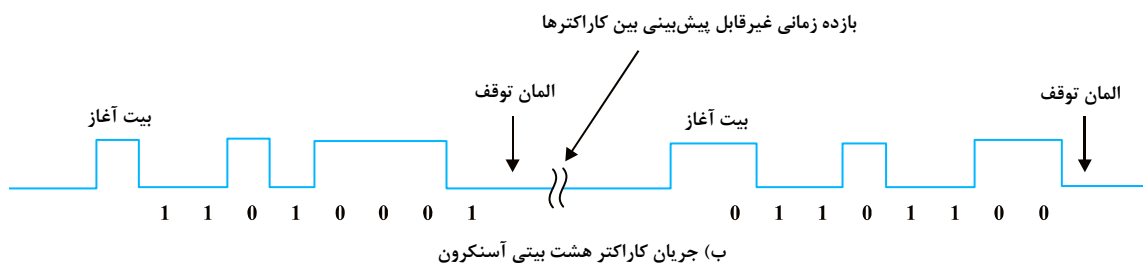 بازده زمانی غیرقابل پیش‌بینی بین کاراکترها
المان توقف
المان توقف
بیت آغاز
بیت آغاز
1 1 0 1 0 0 0 1
0 1 1 0 1 1 0 0
ب) جریان کاراکتر هشت بیتی آسنکرون